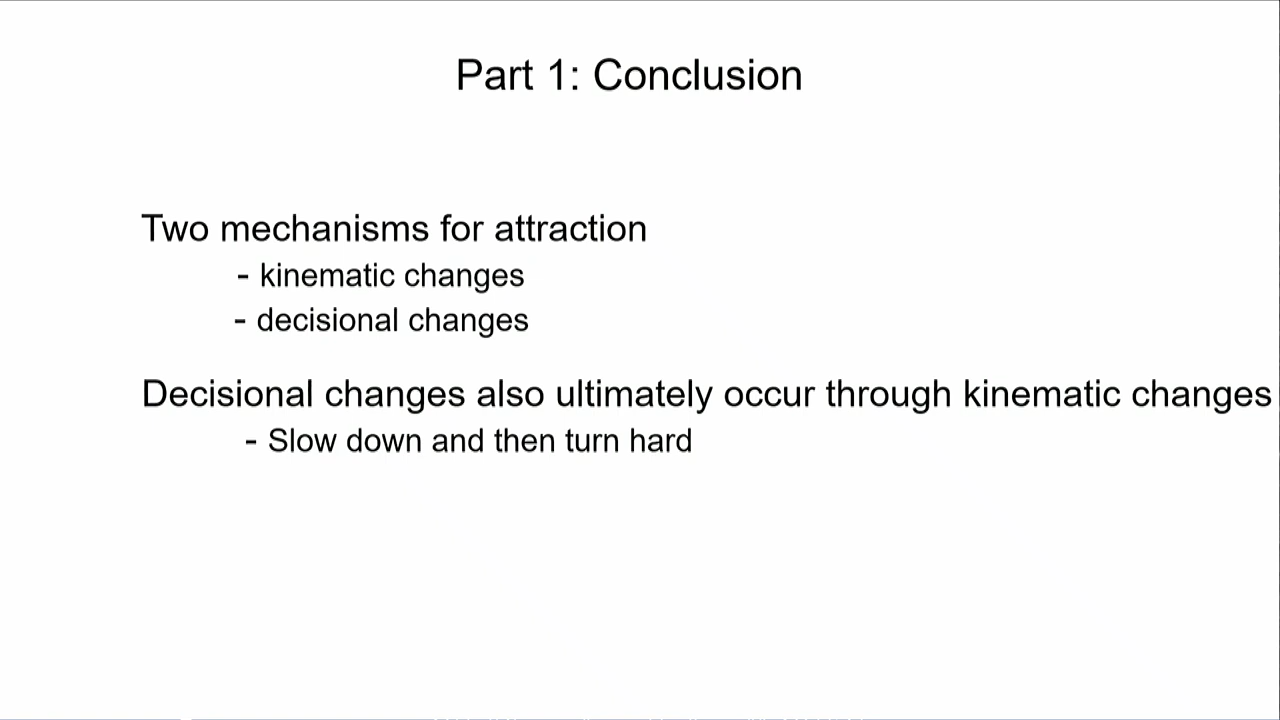 Part 1: Conclusion
Two mechanisms for attraction
- kinematic changes
- decisional changes
Decisional changes also ultimately occur through kinematic changes
- Slow down and then turn hard